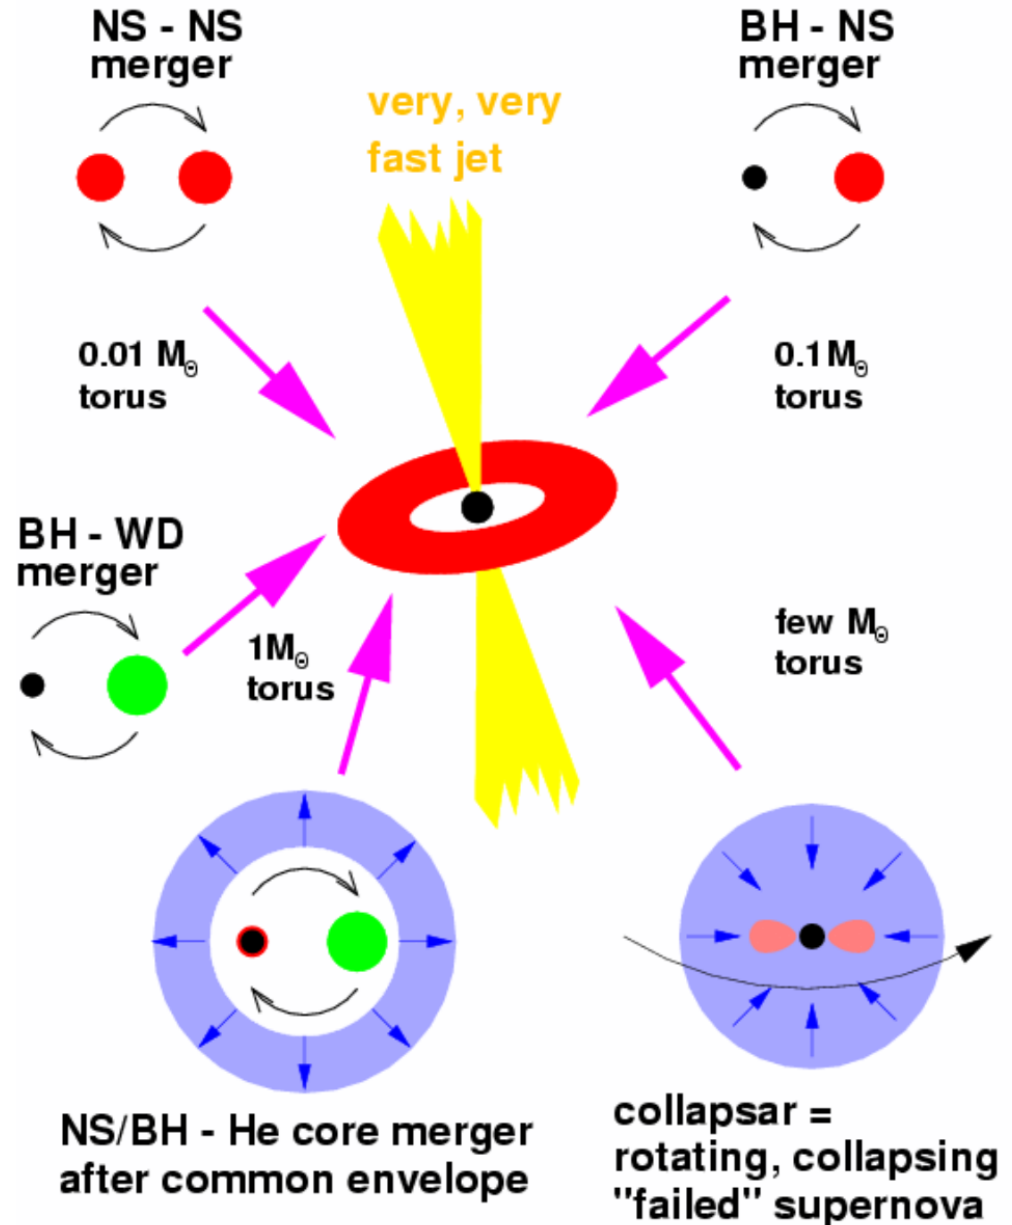 NS - NS
merger
BH - NS
merger
very, very
fast jet
0.01 M☉
torus
0.1M☉
torus
BH - WD
merger
1M☉
torus
few M☉
torus
NS/BH - He core merger
after common envelope
collapsar =
rotating, collapsing
"failed" supernova